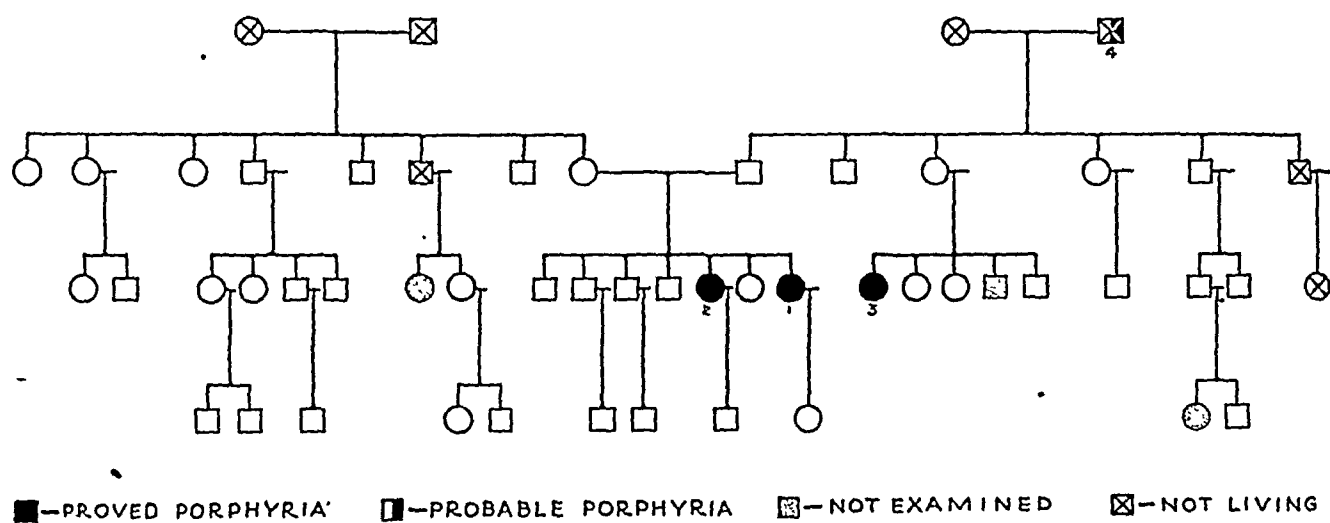 4
2 1 3
-PROVED PORPHYRIA' -PROBABLE PORPHYRIA -NOT EXAMINED -NOT LIVING